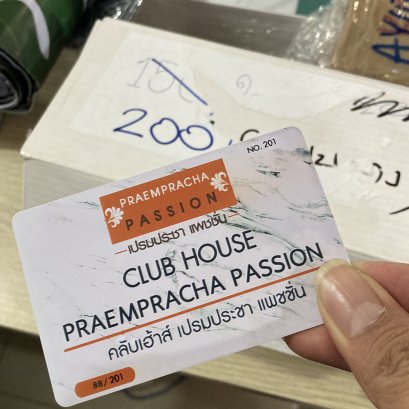 150
200
NO. 201
PRAEMPRACHA
PASSION
เปรมประชา แพชชั่น
CLUB HOUSE
PRAEMPRACHA PASSION
คลับเฮ้าส์ เปรมประชา แพชชั่น
88/201